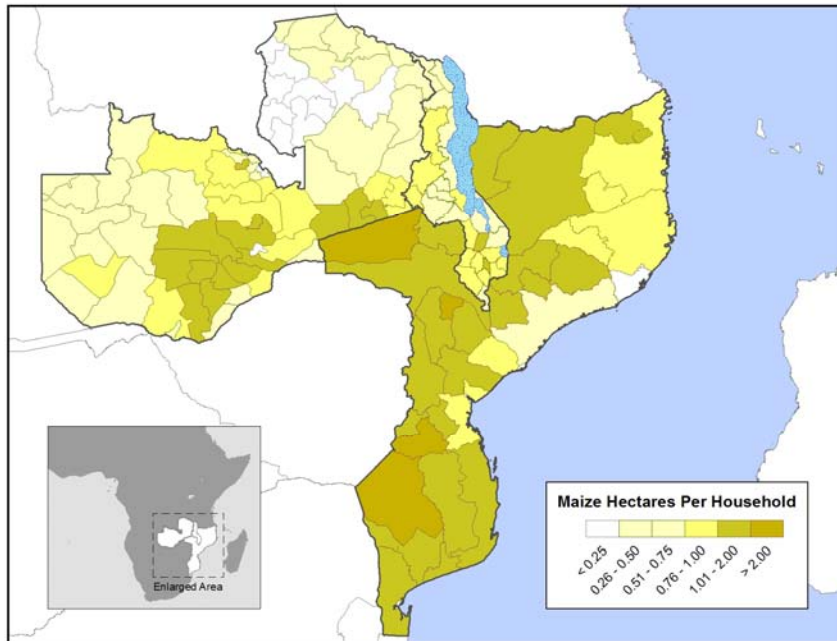 Maize Hectares Per Household
< 0.25
0.26 - 0.50
0.51 - 0.75
0.76 - 1.00
1.01 - 2.00
> 2.00
Enlarged Area